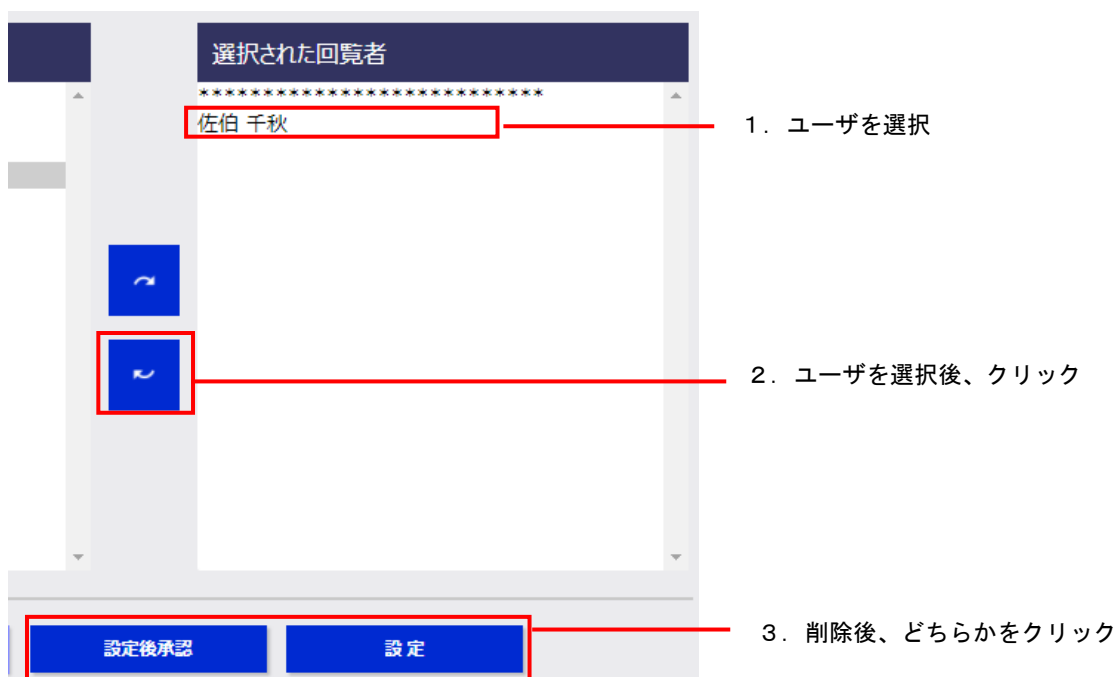 選択された回覧者
***************************
佐伯 千秋
１．ユーザを選択
２．ユーザを選択後、クリック
設定後承認
設定
３．削除後、どちらかをクリック